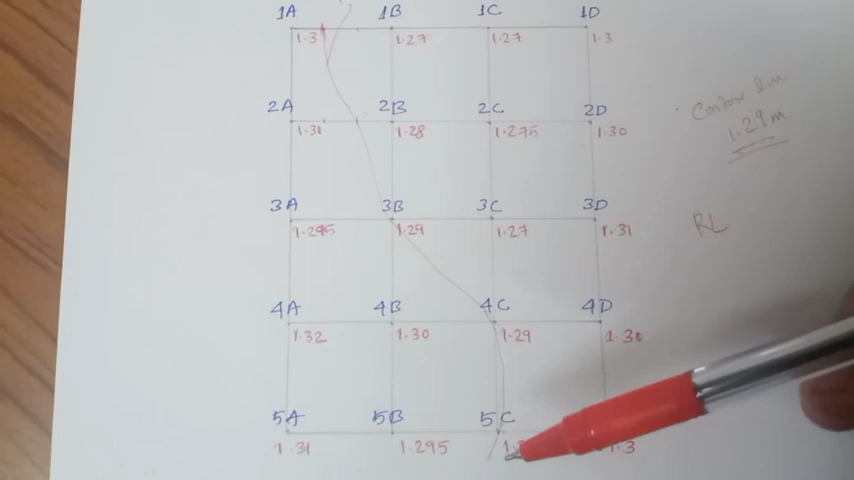 1A 1B 1C 1D
1.3 1.27 1.27 1.3
2A 2B 2C 2D
1.31 1.28 1.275 1.30
Contour line
1.29m
3A 3B 3C 3D
1.295 1.29 1.27 1.31
RL
4A 4B 4C 4D
1.32 1.30 1.29
5A 5B 5C
1.31 1.295 1.3